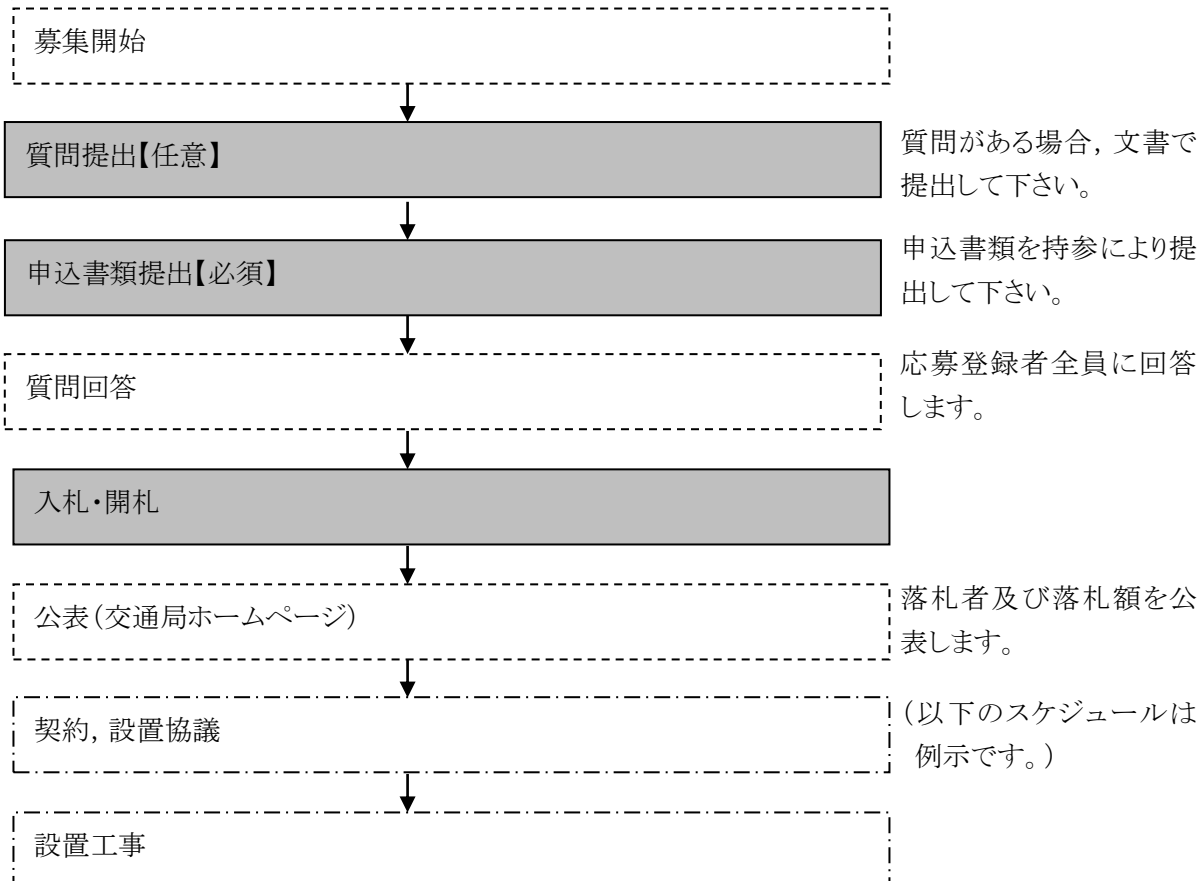 募集開始
質問提出【任意】
質問がある場合，文書で
提出して下さい。
申込書類提出【必須】
申込書類を持参により提
出して下さい。
質問回答
応募登録者全員に回答
します。
入札・開札
公表（交通局ホームページ）
落札者及び落札額を公
表します。
契約，設置協議
（以下のスケジュールは
例示です。）
設置工事